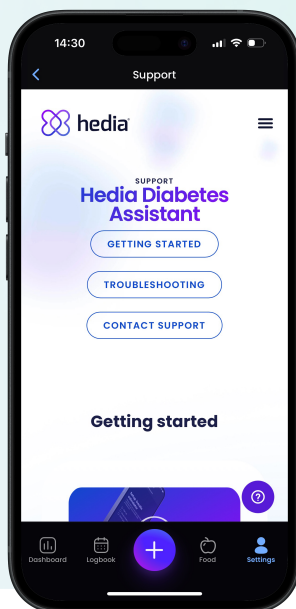 14:30
Support
hedia
SUPPORT
Hedia Diabetes
Assistant
GETTING STARTED
TROUBLESHOOTING
CONTACT SUPPORT
Getting started
Dashboard
Logbook
Food
Settings